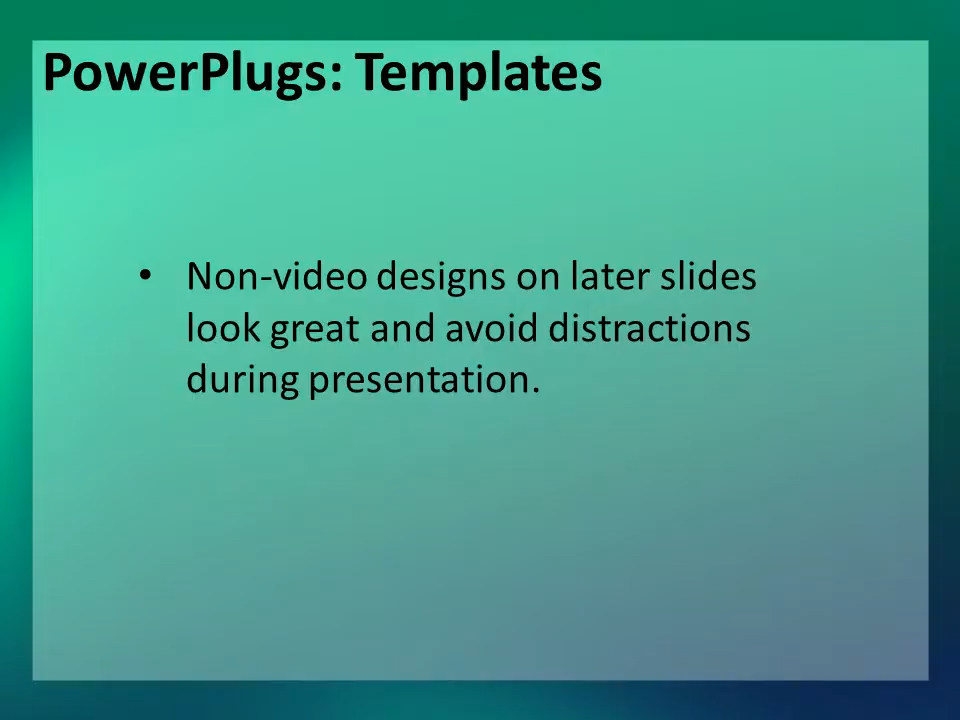 PowerPlugs: Templates
• Non-video designs on later slides
look great and avoid distractions
during presentation.